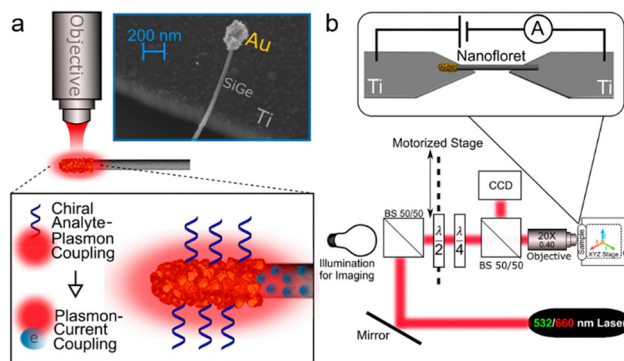 a
Objective
200 nm
Au
SiGe
Ti
Chiral
Analyte-
Plasmon
Coupling
Plasmon-
Current
Coupling
e
b
A
Nanofloret
Ti
Ti
Motorized Stage
CCD
BS 50/50
λ/2
λ/4
20X
0.40
Sample
XYZ Stage
Illumination
for Imaging
BS 50/50
Objective
Mirror
532/660 nm Laser